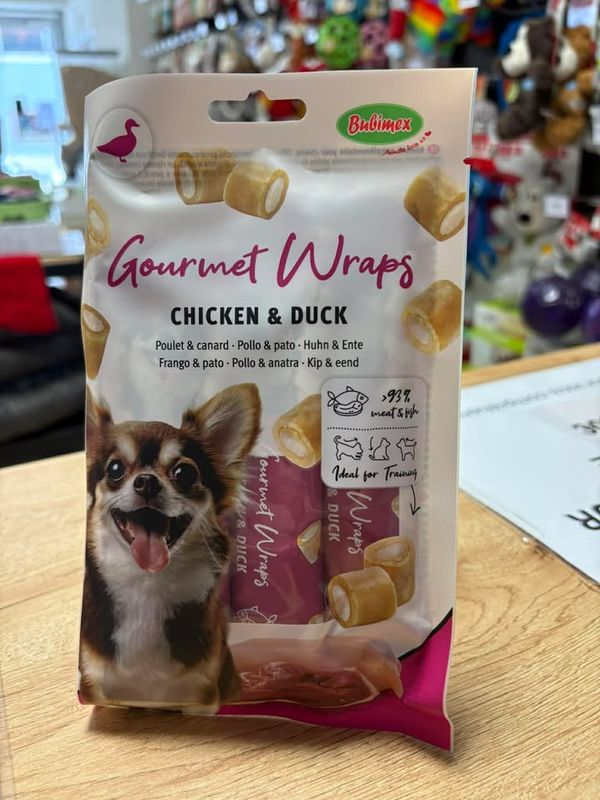 Bubimex
Gourmet Wraps
CHICKEN & DUCK
Poulet & canard · Pollo & pato · Huhn & Ente
Frango & pato · Pollo & anatra · Kip & eend
>93%
meat & fish
Ideal for Training
Gourmet Wraps
& DUCK
Wraps
& DUCK